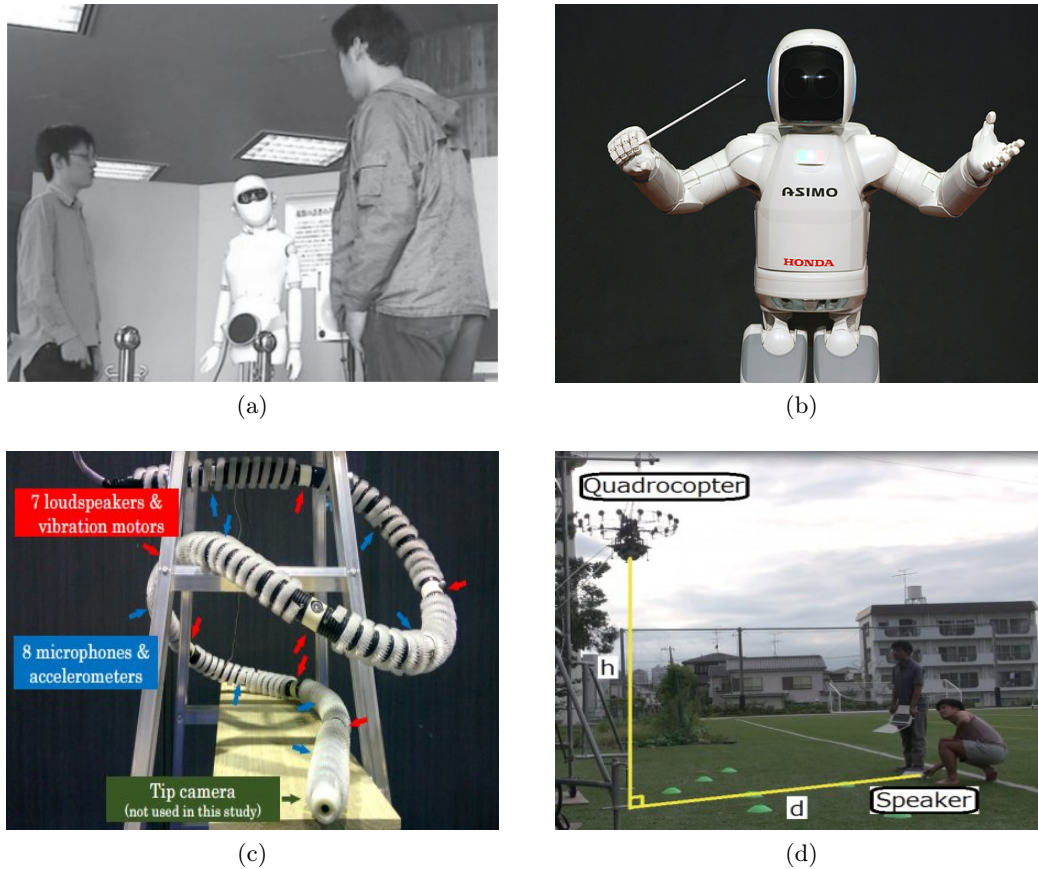 (a)
ASIMO
HONDA
(b)
7 loudspeakers &
vibration motors
8 microphones &
accelerometers
Tip camera
(not used in this study)
(c)
Quadrocopter
h
d
Speaker
(d)